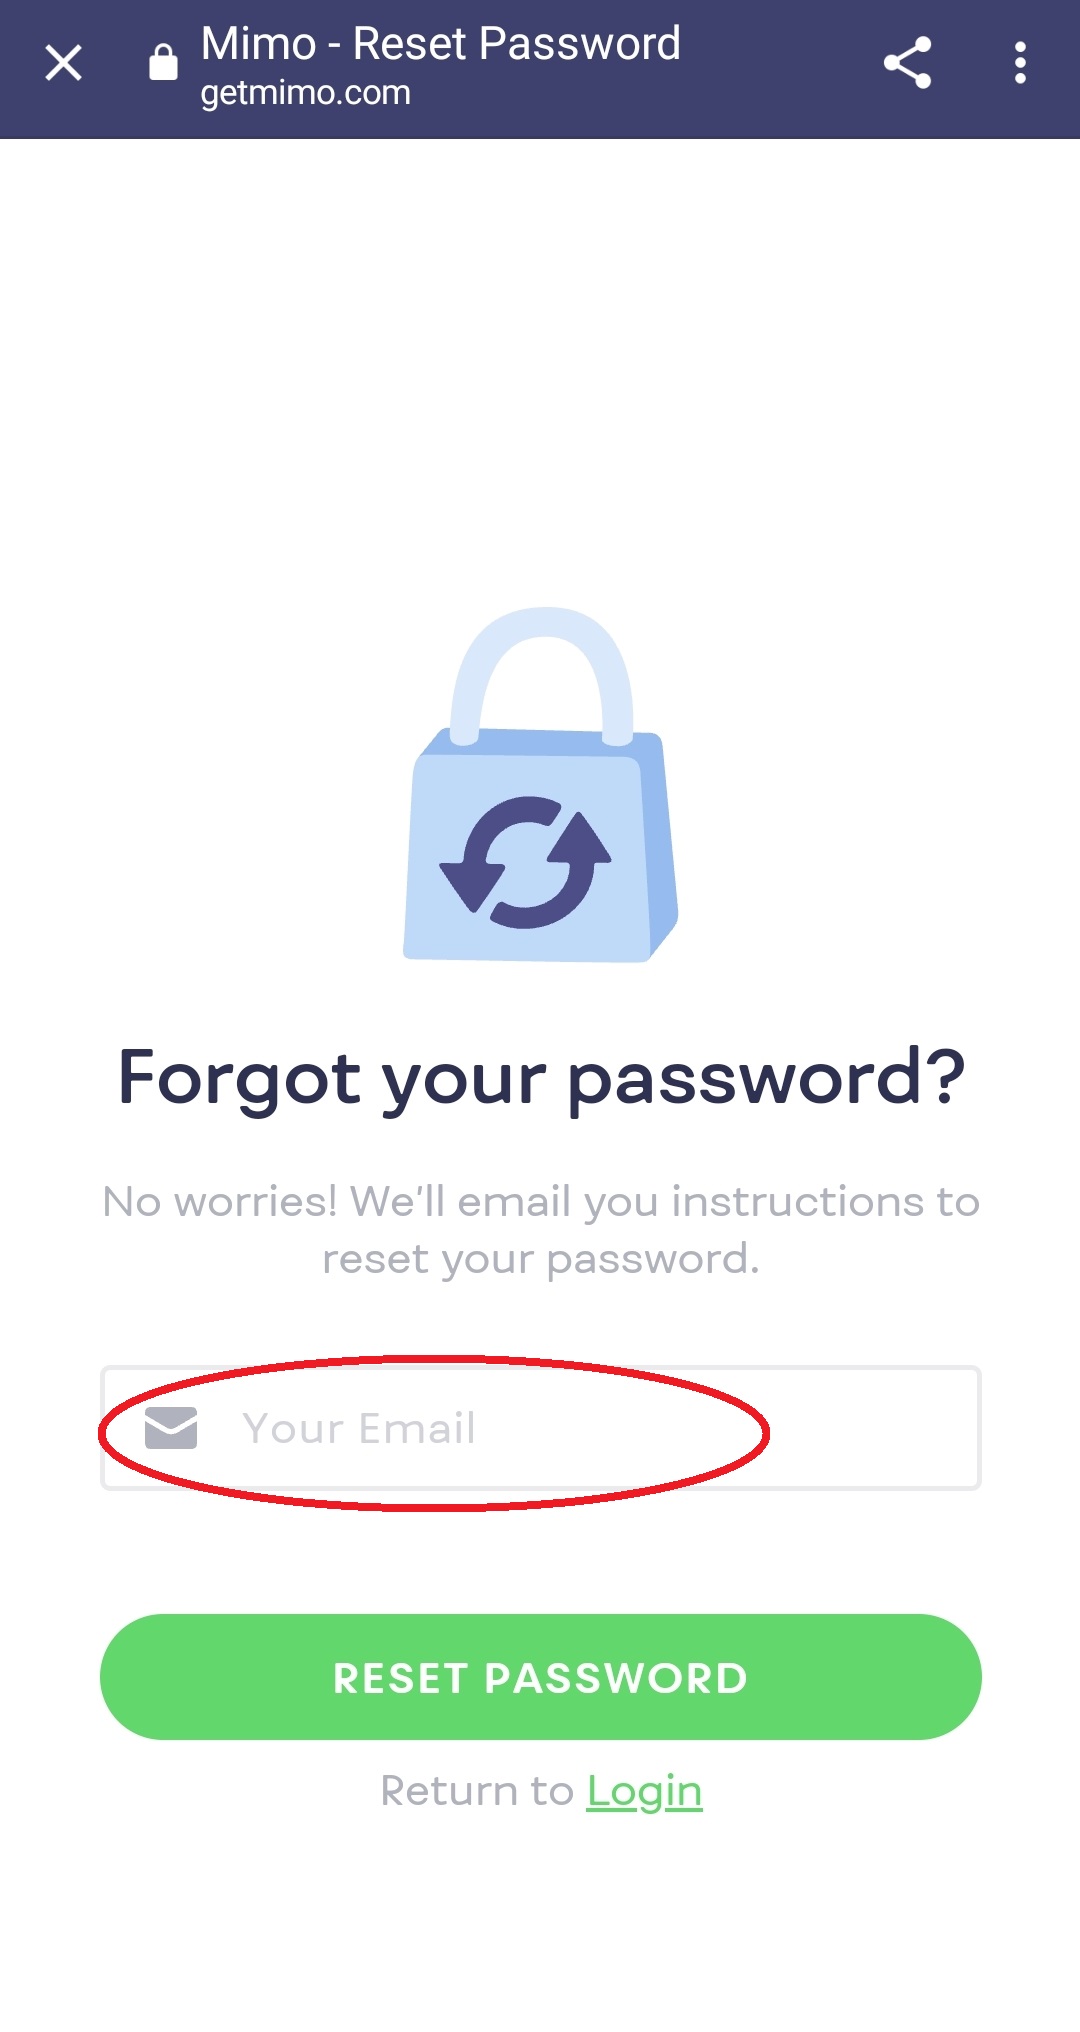 Mimo - Reset Password
getmimo.com
Forgot your password?
No worries! We'll email you instructions to
reset your password.
Your Email
RESET PASSWORD
Return to Login